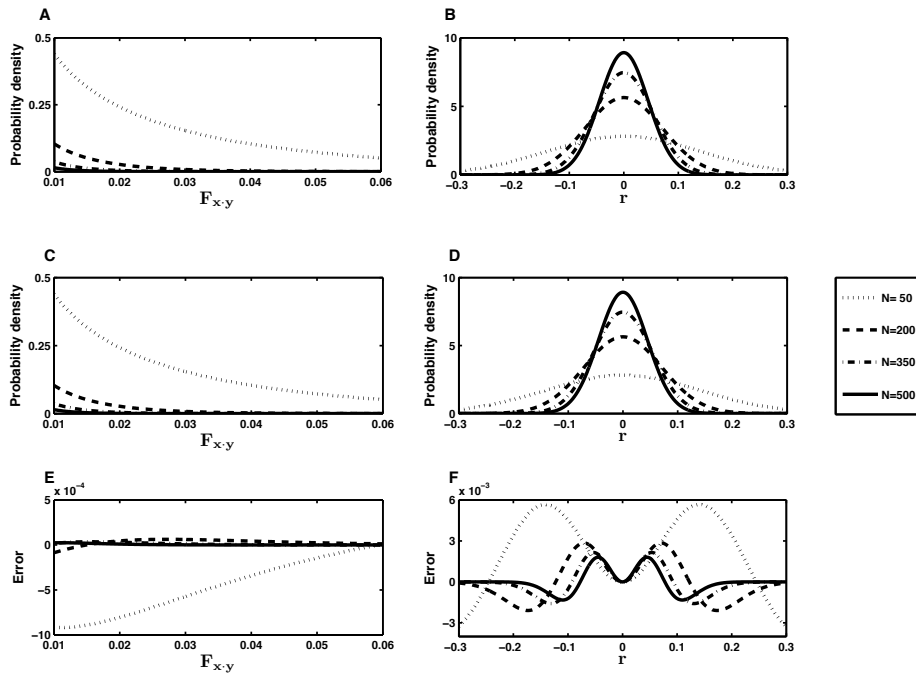 A
Probability density
0.5
0.25
0
0.01 0.02 0.03 0.04 0.05 0.06
F x·y
B
Probability density
10
5
0
−0.3 −0.2 −0.1 0 0.1 0.2 0.3
r
C
Probability density
0.5
0.25
0
0.01 0.02 0.03 0.04 0.05 0.06
F x·y
D
Probability density
10
5
0
−0.3 −0.2 −0.1 0 0.1 0.2 0.3
r
N= 50
N=200
N=350
N=500
E
x 10 −4
Error
5
0
−5
−10
0.01 0.02 0.03 0.04 0.05 0.06
F x·y
F
x 10 −3
Error
6
3
0
−3
−0.3 −0.2 −0.1 0 0.1 0.2 0.3
r